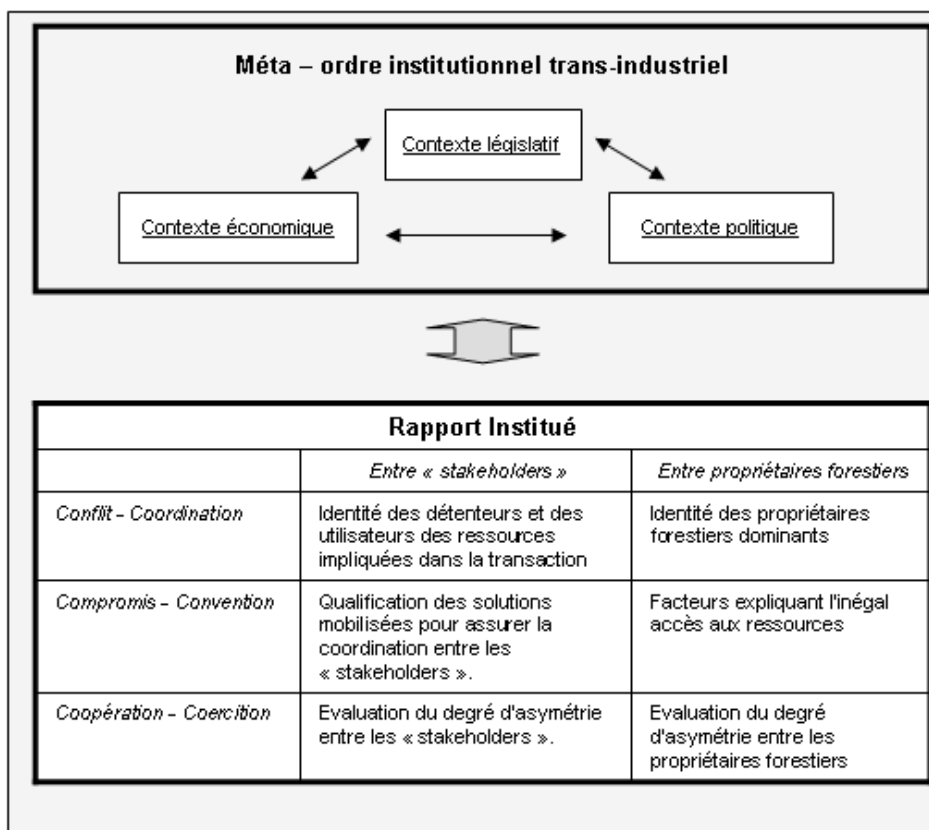 Méta – ordre institutionnel trans-industriel
Contexte législatif
Contexte économique
Contexte politique
Rapport Institué
Entre « stakeholders »
Entre propriétaires forestiers
Conflit – Coordination
Identité des détenteurs et des
utilisateurs des ressources
impliquées dans la transaction
Identité des propriétaires
forestiers dominants
Compromis – Convention
Qualification des solutions
mobilisées pour assurer la
coordination entre les
« stakeholders ».
Facteurs expliquant l'inégal
accès aux ressources
Coopération – Coercition
Evaluation du degré d'asymétrie
entre les « stakeholders ».
Evaluation du degré
d'asymétrie entre les
propriétaires forestiers